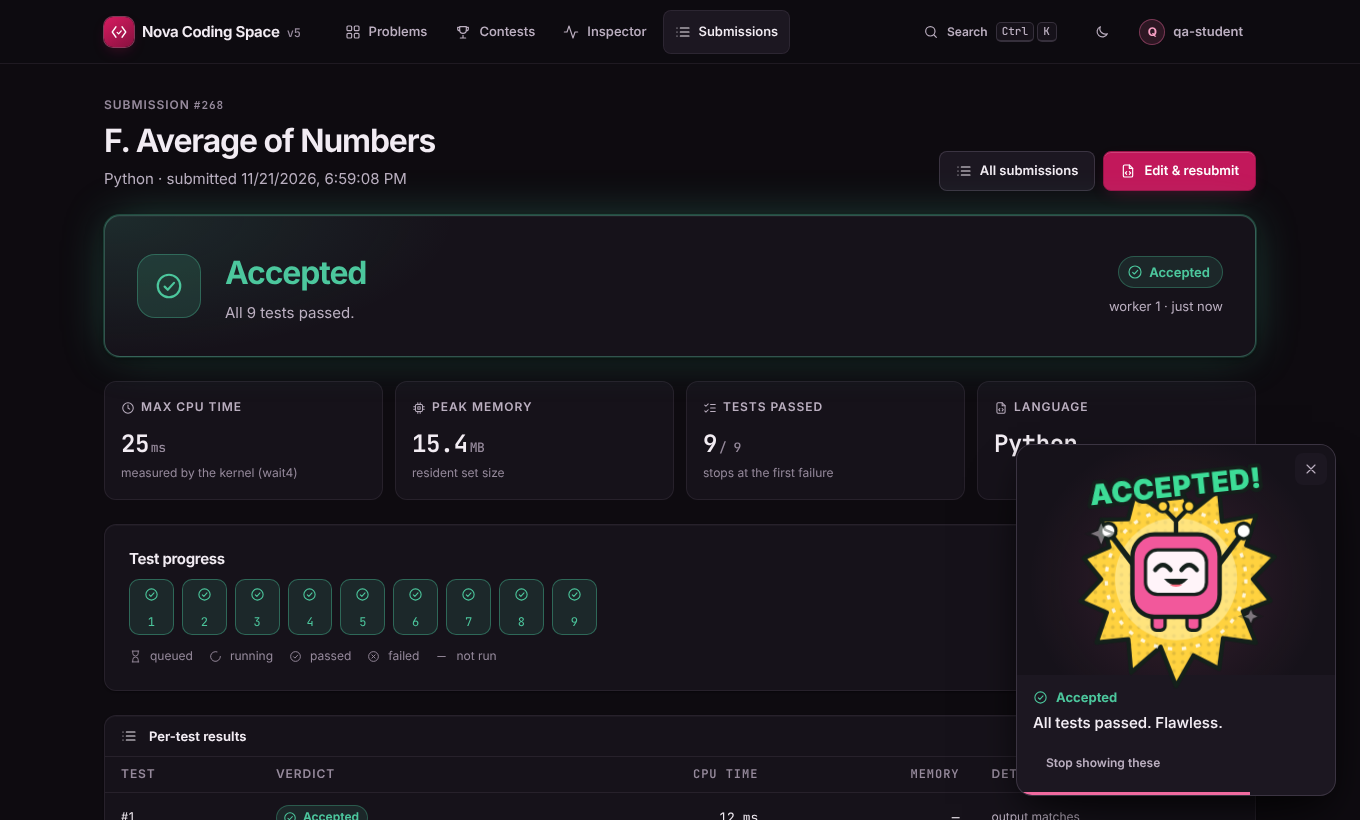 Nova Coding Space v5
Problems
Contests
Inspector
Submissions
Search Ctrl K
Q qa-student
SUBMISSION #268
F. Average of Numbers
Python · submitted 11/21/2026, 6:59:08 PM
All submissions
Edit & resubmit
Accepted
All 9 tests passed.
Accepted
worker 1 · just now
MAX CPU TIME
25 ms
measured by the kernel (wait4)
PEAK MEMORY
15.4 MB
resident set size
TESTS PASSED
9 / 9
stops at the first failure
LANGUAGE
Python
Test progress
1 2 3 4 5 6 7 8 9
queued running passed failed not run
Per-test results
TEST VERDICT CPU TIME MEMORY
#1 Accepted 12 ms — output matches
ACCEPTED!
Accepted
All tests passed. Flawless.
Stop showing these